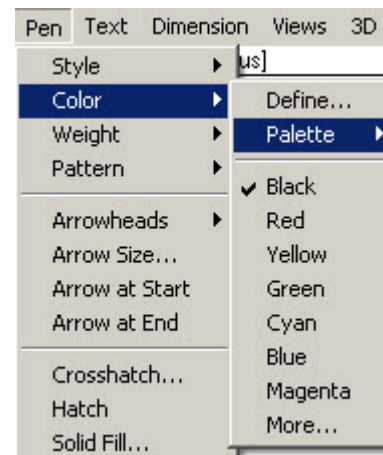 Pen Text Dimension Views 3D
us]
Style
Color
Weight
Pattern
Arrowheads
Arrow Size...
Arrow at Start
Arrow at End
Crosshatch...
Hatch
Solid Fill...
Define...
Palette
Black
Red
Yellow
Green
Cyan
Blue
Magenta
More...